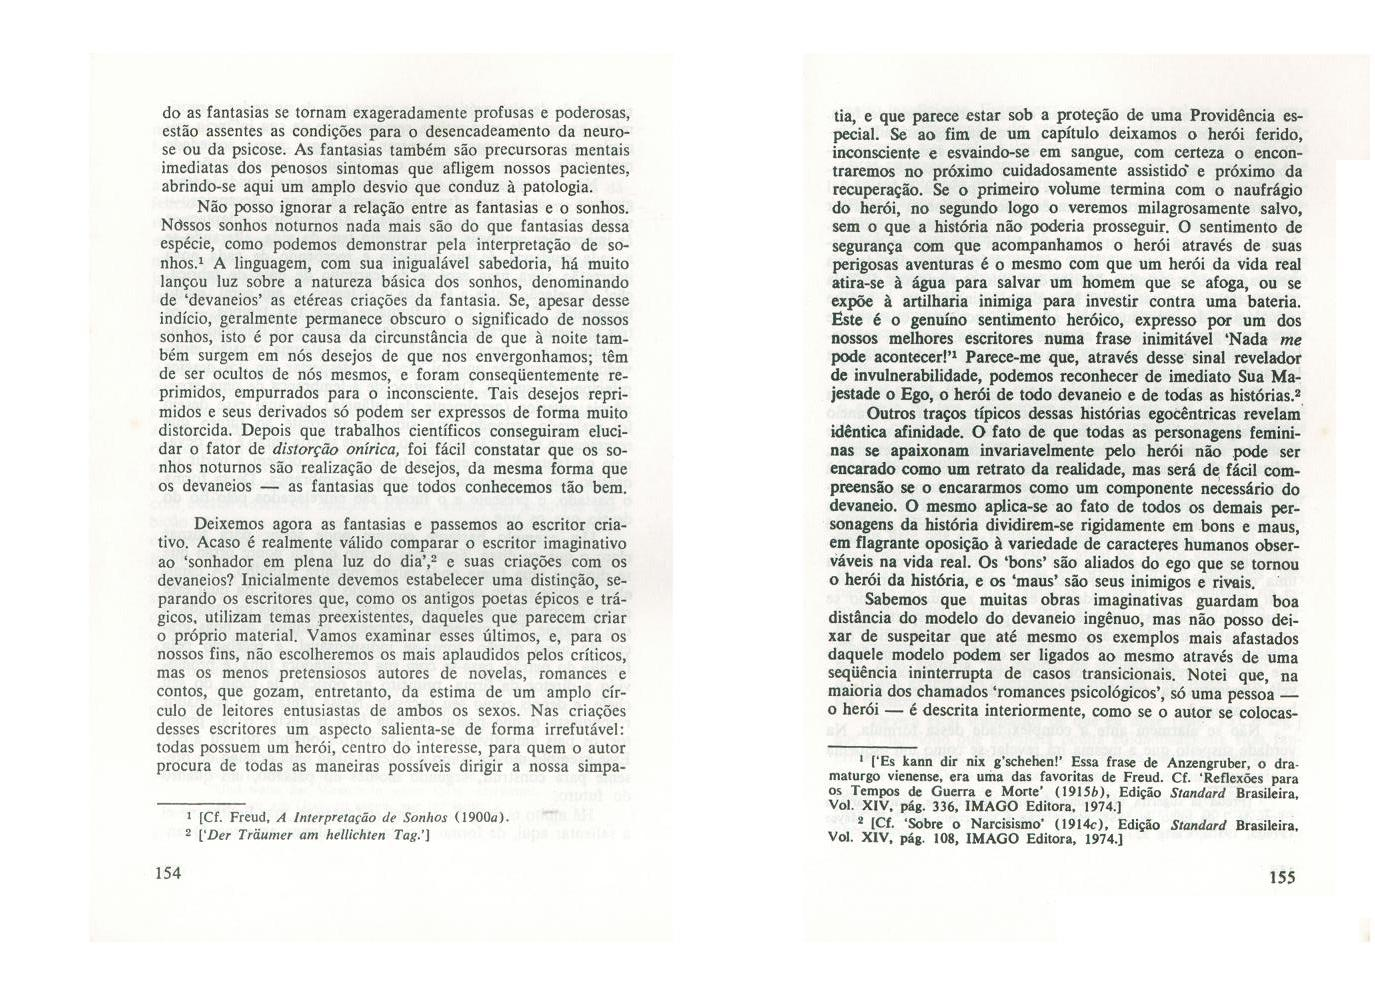 do as fantasias se tornam exageradamente profusas e poderosas,
estão assentes as condições para o desencadeamento da neuro-
se ou da psicose. As fantasias também são precursoras mentais
imediatas dos penosos sintomas que afligem nossos pacientes,
abrindo-se aqui um amplo desvio que conduz à patologia.
Não posso ignorar a relação entre as fantasias e o sonhos.
Nossos sonhos noturnos nada mais são do que fantasias dessa
espécie, como podemos demonstrar pela interpretação de so-
nhos.¹ A linguagem, com sua inigualável sabedoria, há muito
lançou luz sobre a natureza básica dos sonhos, denominando
de ‘devaneios’ as etéreas criações da fantasia. Se, apesar desse
indício, geralmente permanece obscuro o significado de nossos
sonhos, isto é por causa da circunstância de que à noite tam-
bém surgem em nós desejos de que nos envergonhamos; têm
de ser ocultos de nós mesmos, e foram conseqüentemente re-
primidos, empurrados para o inconsciente. Tais desejos repri-
midos e seus derivados só podem ser expressos de forma muito
distorcida. Depois que trabalhos científicos conseguiram eluci-
dar o fator de distorção onírica, foi fácil constatar que os so-
nhos noturnos são realização de desejos, da mesma forma que
os devaneios — as fantasias que todos conhecemos tão bem.
Deixemos agora as fantasias e passemos ao escritor cria-
tivo. Acaso é realmente válido comparar o escritor imaginativo
ao ‘sonhador em plena luz do dia’,² e suas criações com os
devaneios? Inicialmente devemos estabelecer uma distinção, se-
parando os escritores que, como os antigos poetas épicos e trá-
gicos, utilizam temas preexistentes, daqueles que parecem criar
o próprio material. Vamos examinar esses últimos, e, para os
nossos fins, não escolheremos os mais aplaudidos pelos críticos,
mas os menos pretensiosos autores de novelas, romances e
contos, que gozam, entretanto, da estima de um amplo cír-
culo de leitores entusiastas de ambos os sexos. Nas criações
desses escritores um aspecto salienta-se de forma irrefutável:
todas possuem um herói, centro do interesse, para quem o autor
procura de todas as maneiras possíveis dirigir a nossa simpa-
¹ [Cf. Freud, A Interpretação de Sonhos (1900a).
² [‘Der Träumer am hellichten Tag.’]
154
tia, e que parece estar sob a proteção de uma Providência es-
pecial. Se ao fim de um capítulo deixamos o herói ferido,
inconsciente e esvaindo-se em sangue, com certeza o encon-
traremos no próximo cuidadosamente assistido e próximo da
recuperação. Se o primeiro volume termina com o naufrágio
do herói, no segundo logo o veremos milagrosamente salvo,
sem o que a história não poderia prosseguir. O sentimento de
segurança com que acompanhamos o herói através de suas
perigosas aventuras é o mesmo com que um herói da vida real
atira-se à água para salvar um homem que se afoga, ou se
expõe à artilharia inimiga para investir contra uma bateria.
Este é o genuíno sentimento heróico, expresso por um dos
nossos melhores escritores numa frase inimitável ‘Nada me
pode acontecer!’¹ Parece-me que, através desse sinal revelador
de invulnerabilidade, podemos reconhecer de imediato Sua Ma-
jestade o Ego, o herói de todo devaneio e de todas as histórias.²
Outros traços típicos dessas histórias egocêntricas revelam
idêntica afinidade. O fato de que todas as personagens femini-
nas se apaixonam invariavelmente pelo herói não pode ser
encarado como um retrato da realidade, mas será de fácil com-
preensão se o encararmos como um componente necessário do
devaneio. O mesmo aplica-se ao fato de todos os demais per-
sonagens da história dividirem-se rigidamente em bons e maus,
em flagrante oposição à variedade de caracteres humanos obser-
váveis na vida real. Os ‘bons’ são aliados do ego que se tornou
o herói da história, e os ‘maus’ são seus inimigos e rivais.
Sabemos que muitas obras imaginativas guardam boa
distância do modelo do devaneio ingênuo, mas não posso dei-
xar de suspeitar que até mesmo os exemplos mais afastados
daquele modelo podem ser ligados ao mesmo através de uma
seqüência ininterrupta de casos transicionais. Notei que, na
maioria dos chamados ‘romances psicológicos’, só uma pessoa —
o herói — é descrita interiormente, como se o autor se colocas-
¹ [‘Es kann dir nix g’schehen!’ Essa frase de Anzengruber, o dra-
maturgo vienense, era uma das favoritas de Freud. Cf. ‘Reflexões para
os Tempos de Guerra e Morte’ (1915b), Edição Standard Brasileira,
Vol. XIV, pág. 336, IMAGO Editora, 1974.]
² [Cf. ‘Sobre o Narcisismo’ (1914c), Edição Standard Brasileira,
Vol. XIV, pág. 108, IMAGO Editora, 1974.]
155